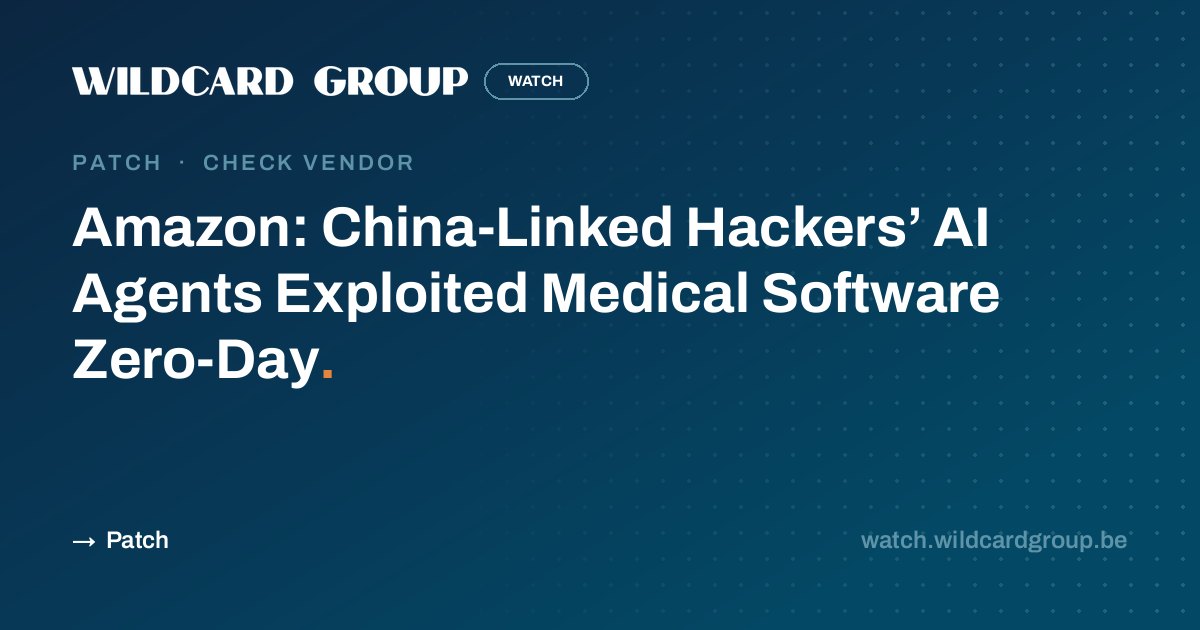 WILDCARD GROUP WATCH
PATCH · CHECK VENDOR
Amazon: China-Linked Hackers’ AI
Agents Exploited Medical Software
Zero-Day.
→ Patch
watch.wildcardgroup.be